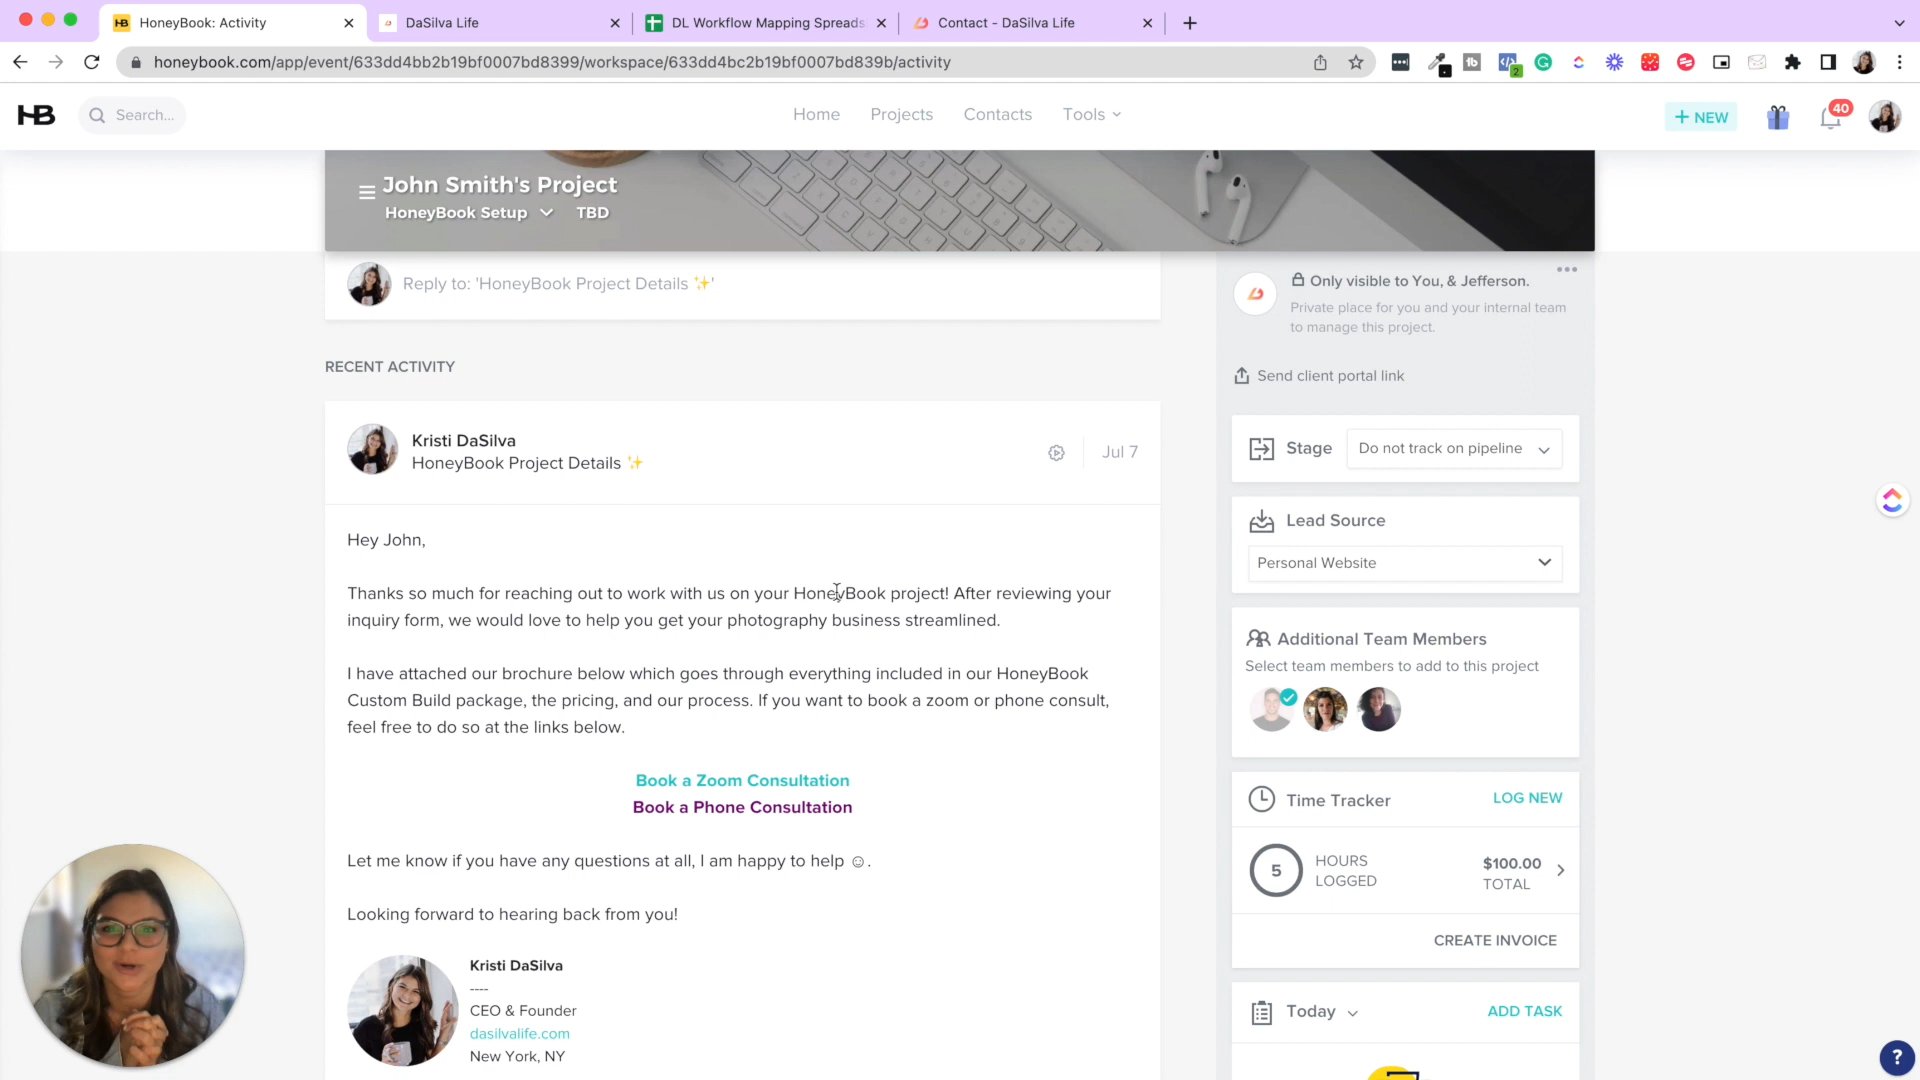 HB HoneyBook: Activity
DaSilva Life
DL Workflow Mapping Spreads
Contact - DaSilva Life
honeybook.com/app/event/633dd4bb2b19bf0007bd8399/workspace/633dd4bc2b19bf0007bd839b/activity
2
HB
Search...
Home
Projects
Contacts
Tools
+ NEW
40
John Smith's Project
HoneyBook Setup
TBD
Reply to: 'HoneyBook Project Details ✨'
RECENT ACTIVITY
Kristi DaSilva
HoneyBook Project Details ✨
Jul 7
Hey John,
Thanks so much for reaching out to work with us on your HoneyBook project! After reviewing your
inquiry form, we would love to help you get your photography business streamlined.
I have attached our brochure below which goes through everything included in our HoneyBook
Custom Build package, the pricing, and our process. If you want to book a zoom or phone consult,
feel free to do so at the links below.
Book a Zoom Consultation
Book a Phone Consultation
Let me know if you have any questions at all, I am happy to help ☺.
Looking forward to hearing back from you!
Kristi DaSilva
----
CEO & Founder
dasilvalife.com
New York, NY
Only visible to You, & Jefferson.
Private place for you and your internal team
to manage this project.
Send client portal link
Stage
Do not track on pipeline
Lead Source
Personal Website
Additional Team Members
Select team members to add to this project
Time Tracker
LOG NEW
5
HOURS
LOGGED
$100.00
TOTAL
CREATE INVOICE
Today
ADD TASK
?